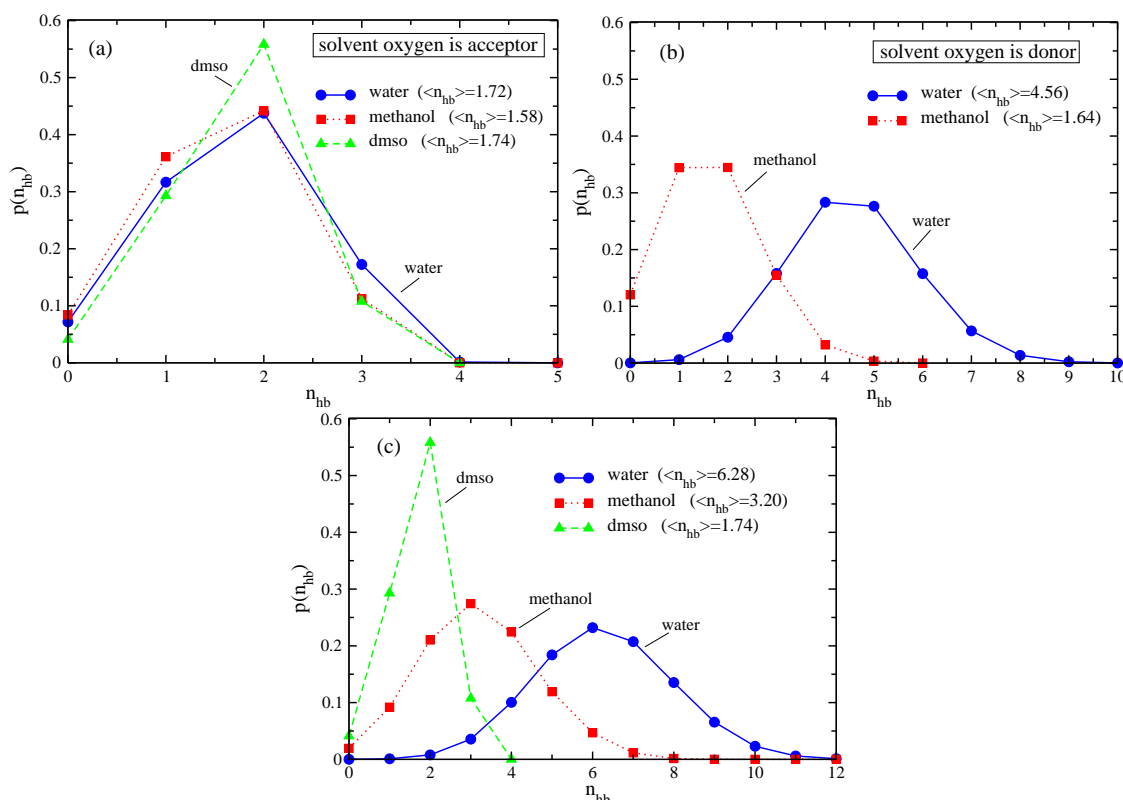 (a)
solvent oxygen is acceptor
dmso
water (<n_hb>=1.72)
methanol (<n_hb>=1.58)
dmso (<n_hb>=1.74)
water
p(n_hb)
0.6
0.5
0.4
0.3
0.2
0.1
0
0 1 2 3 4 5
n_hb
(b)
solvent oxygen is donor
water (<n_hb>=4.56)
methanol (<n_hb>=1.64)
methanol
water
p(n_hb)
0.6
0.5
0.4
0.3
0.2
0.1
0
0 1 2 3 4 5 6 7 8 9 10
n_hb
(c)
dmso
water (<n_hb>=6.28)
methanol (<n_hb>=3.20)
dmso (<n_hb>=1.74)
methanol
water
p(n_hb)
0.6
0.5
0.4
0.3
0.2
0.1
0
0 2 4 6 8 10 12
n_hb